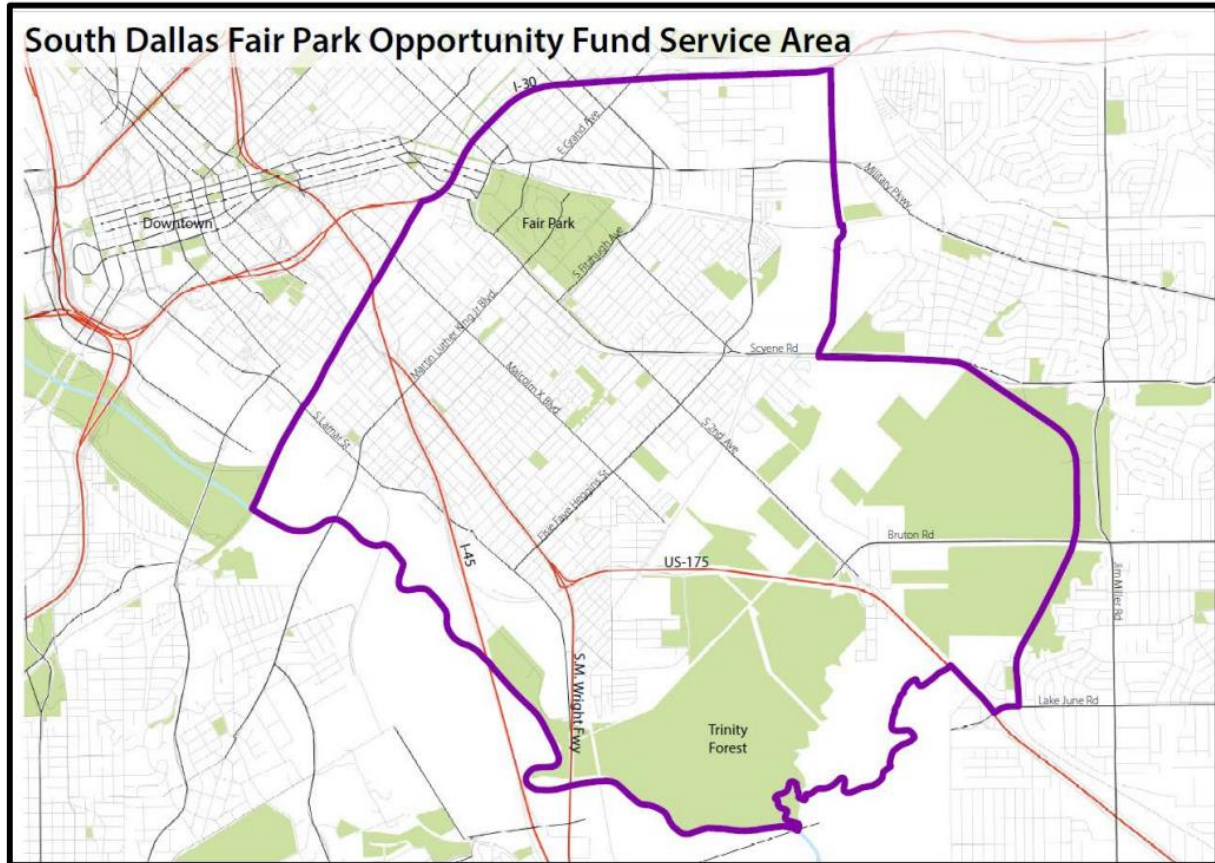 South Dallas Fair Park Opportunity Fund Service Area
I-30
E Grand Ave
Military Pkwy
Downtown
Fair Park
S Fitzhugh Ave
Martin Luther King Jr Blvd
Scyene Rd
Malcolm X Blvd
S Lamar St
S 2nd Ave
Elsie Faye Heggins St
Bruton Rd
I-45
US-175
Jim Miller Rd
S.M. Wright Fwy
Lake June Rd
Trinity
Forest